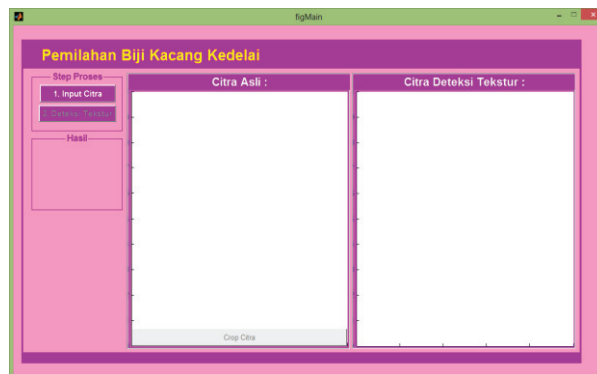 figMain
Pemilahan Biji Kacang Kedelai
Step Proses
1. Input Citra
2. Deteksi Tekstur
Hasil
Citra Asli :
Citra Deteksi Tekstur :
Crop Citra